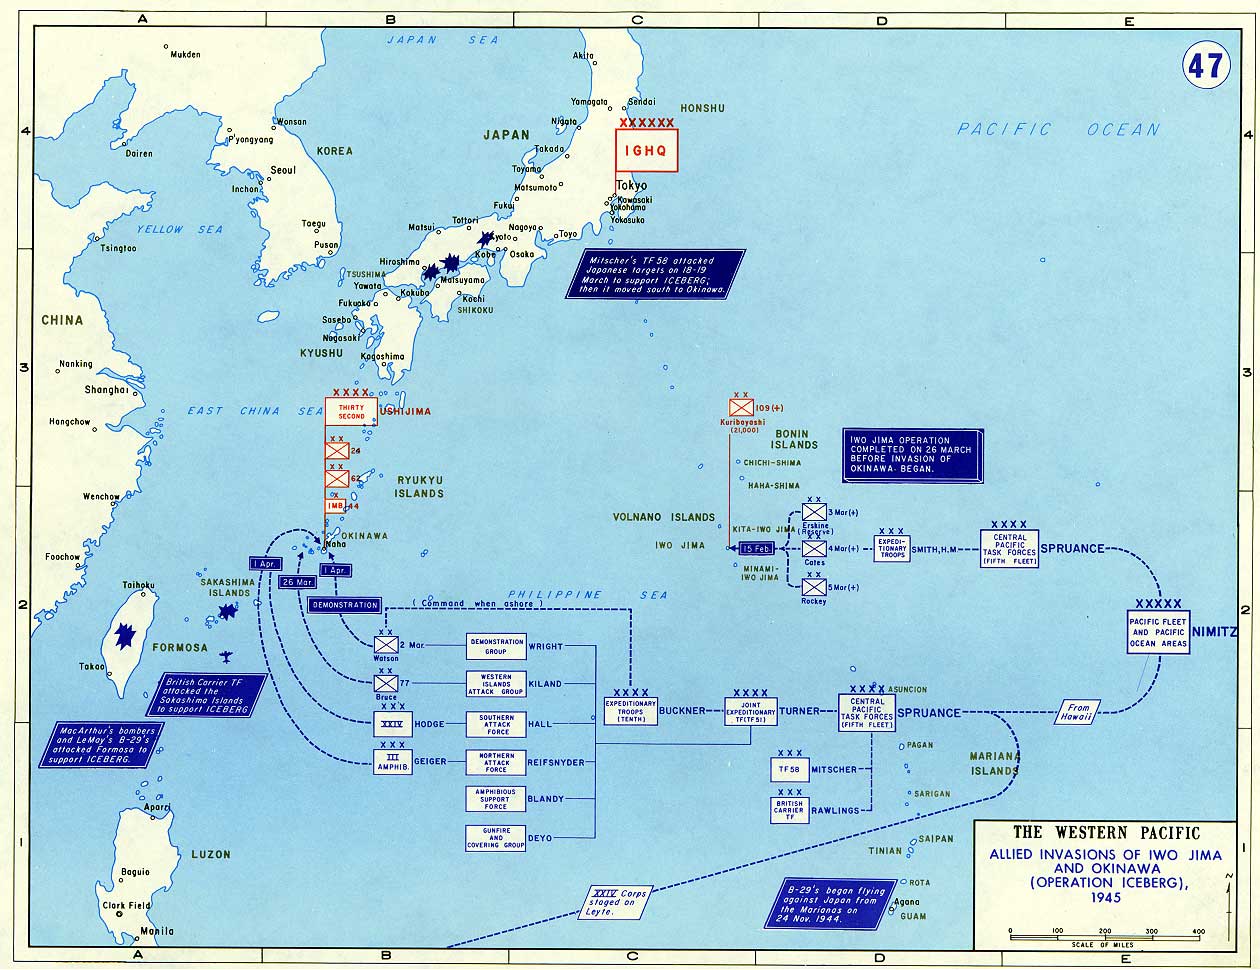 A B C D E
47
JAPAN SEA
Mukden
Akita
Yamagata
Sendai
HONSHU
4
4
PACIFIC OCEAN
Wonsan
P'yongyang
Nigata
XXXXXX
IGHQ
JAPAN
Dairen
KOREA
Takada
Seoul
Toyama
Inchon
Matsumoto
Tokyo
Kawasaki
Yokohama
Yokosuka
Fukui
Taegu
Tottori
Matsui
Nagoya
Toyo
YELLOW SEA
Tsingtao
Pusan
Kyoto
Kobe
Osaka
Hiroshima
TSUSHIMA
Matsuyama
Yawata
Kokubo
Kochi
Fukuoka
SHIKOKU
Sasebo
Nagasaki
Mitscher's TF 58 attacked
Japanese targets on 18-19
March to support ICEBERG;
then it moved south to Okinawa.
CHINA
KYUSHU
Kagoshima
Nanking
3
3
Shanghai
Hangchow
EAST CHINA SEA
XXXX
THIRTY
SECOND
USHIJIMA
XX
24
XX
62
X
IMB
44
RYUKYU
ISLANDS
XX
109(+)
Kuriboyashi
(21,000)
BONIN
ISLANDS
CHICHI-SHIMA
HAHA-SHIMA
IWO JIMA OPERATION
COMPLETED ON 26 MARCH
BEFORE INVASION OF
OKINAWA BEGAN.
Wenchow
VOLNANO ISLANDS
KITA-IWO JIMA
IWO JIMA
15 Feb
MINAMI-
IWO JIMA
XX
3 Mar(+)
Erskine
(Reserve)
XX
4 Mar(+)
Cates
XX
5 Mar(+)
Rockey
XXX
EXPEDI-
TIONARY
TROOPS
SMITH, H.M.
XXXX
CENTRAL
PACIFIC
TASK FORCES
(FIFTH FLEET)
SPRUANCE
Foochow
OKINAWA
Naha
1 Apr.
26 Mar.
1 Apr.
DEMONSTRATION
(Command when ashore)
PHILIPPINE SEA
Taihoku
SAKASHIMA
ISLANDS
2
2
XXXXX
PACIFIC FLEET
AND PACIFIC
OCEAN AREAS
NIMITZ
FORMOSA
Takao
XX
2 Mar.
Watson
DEMONSTRATION
GROUP
WRIGHT
XX
77
Bruce
WESTERN
ISLANDS
ATTACK GROUP
KILAND
XXX
XXIV
HODGE
SOUTHERN
ATTACK
FORCE
HALL
XXX
III
AMPHIB.
GEIGER
NORTHERN
ATTACK
FORCE
REIFSNYDER
AMPHIBIOUS
SUPPORT
FORCE
BLANDY
GUNFIRE
AND
COVERING GROUP
DEYO
XXXX
EXPEDITIONARY
TROOPS
(TENTH)
BUCKNER
XXXX
JOINT
EXPEDITIONARY
TF(TF51)
TURNER
XXXX
CENTRAL
PACIFIC
TASK FORCES
(FIFTH FLEET)
SPRUANCE
ASUNCION
From
Hawaii
British Carrier TF
attacked the
Sakashima Islands
to support ICEBERG
MacArthur's bombers
and LeMay's B-29's
attacked Formosa to
support ICEBERG.
XXX
TF 58
MITSCHER
XXX
BRITISH
CARRIER
TF
RAWLINGS
PAGAN
MARIANA
ISLANDS
SARIGAN
Aparri
LUZON
Baguio
Clark Field
Manila
1
1
SAIPAN
TINIAN
ROTA
Agana
GUAM
XXIV Corps
staged on
Leyte.
B-29's began flying
against Japan from
the Marianas on
24 Nov. 1944.
THE WESTERN PACIFIC
ALLIED INVASIONS OF IWO JIMA
AND OKINAWA
(OPERATION ICEBERG),
1945
N
0 100 200 300 400
SCALE OF MILES
A B C D E